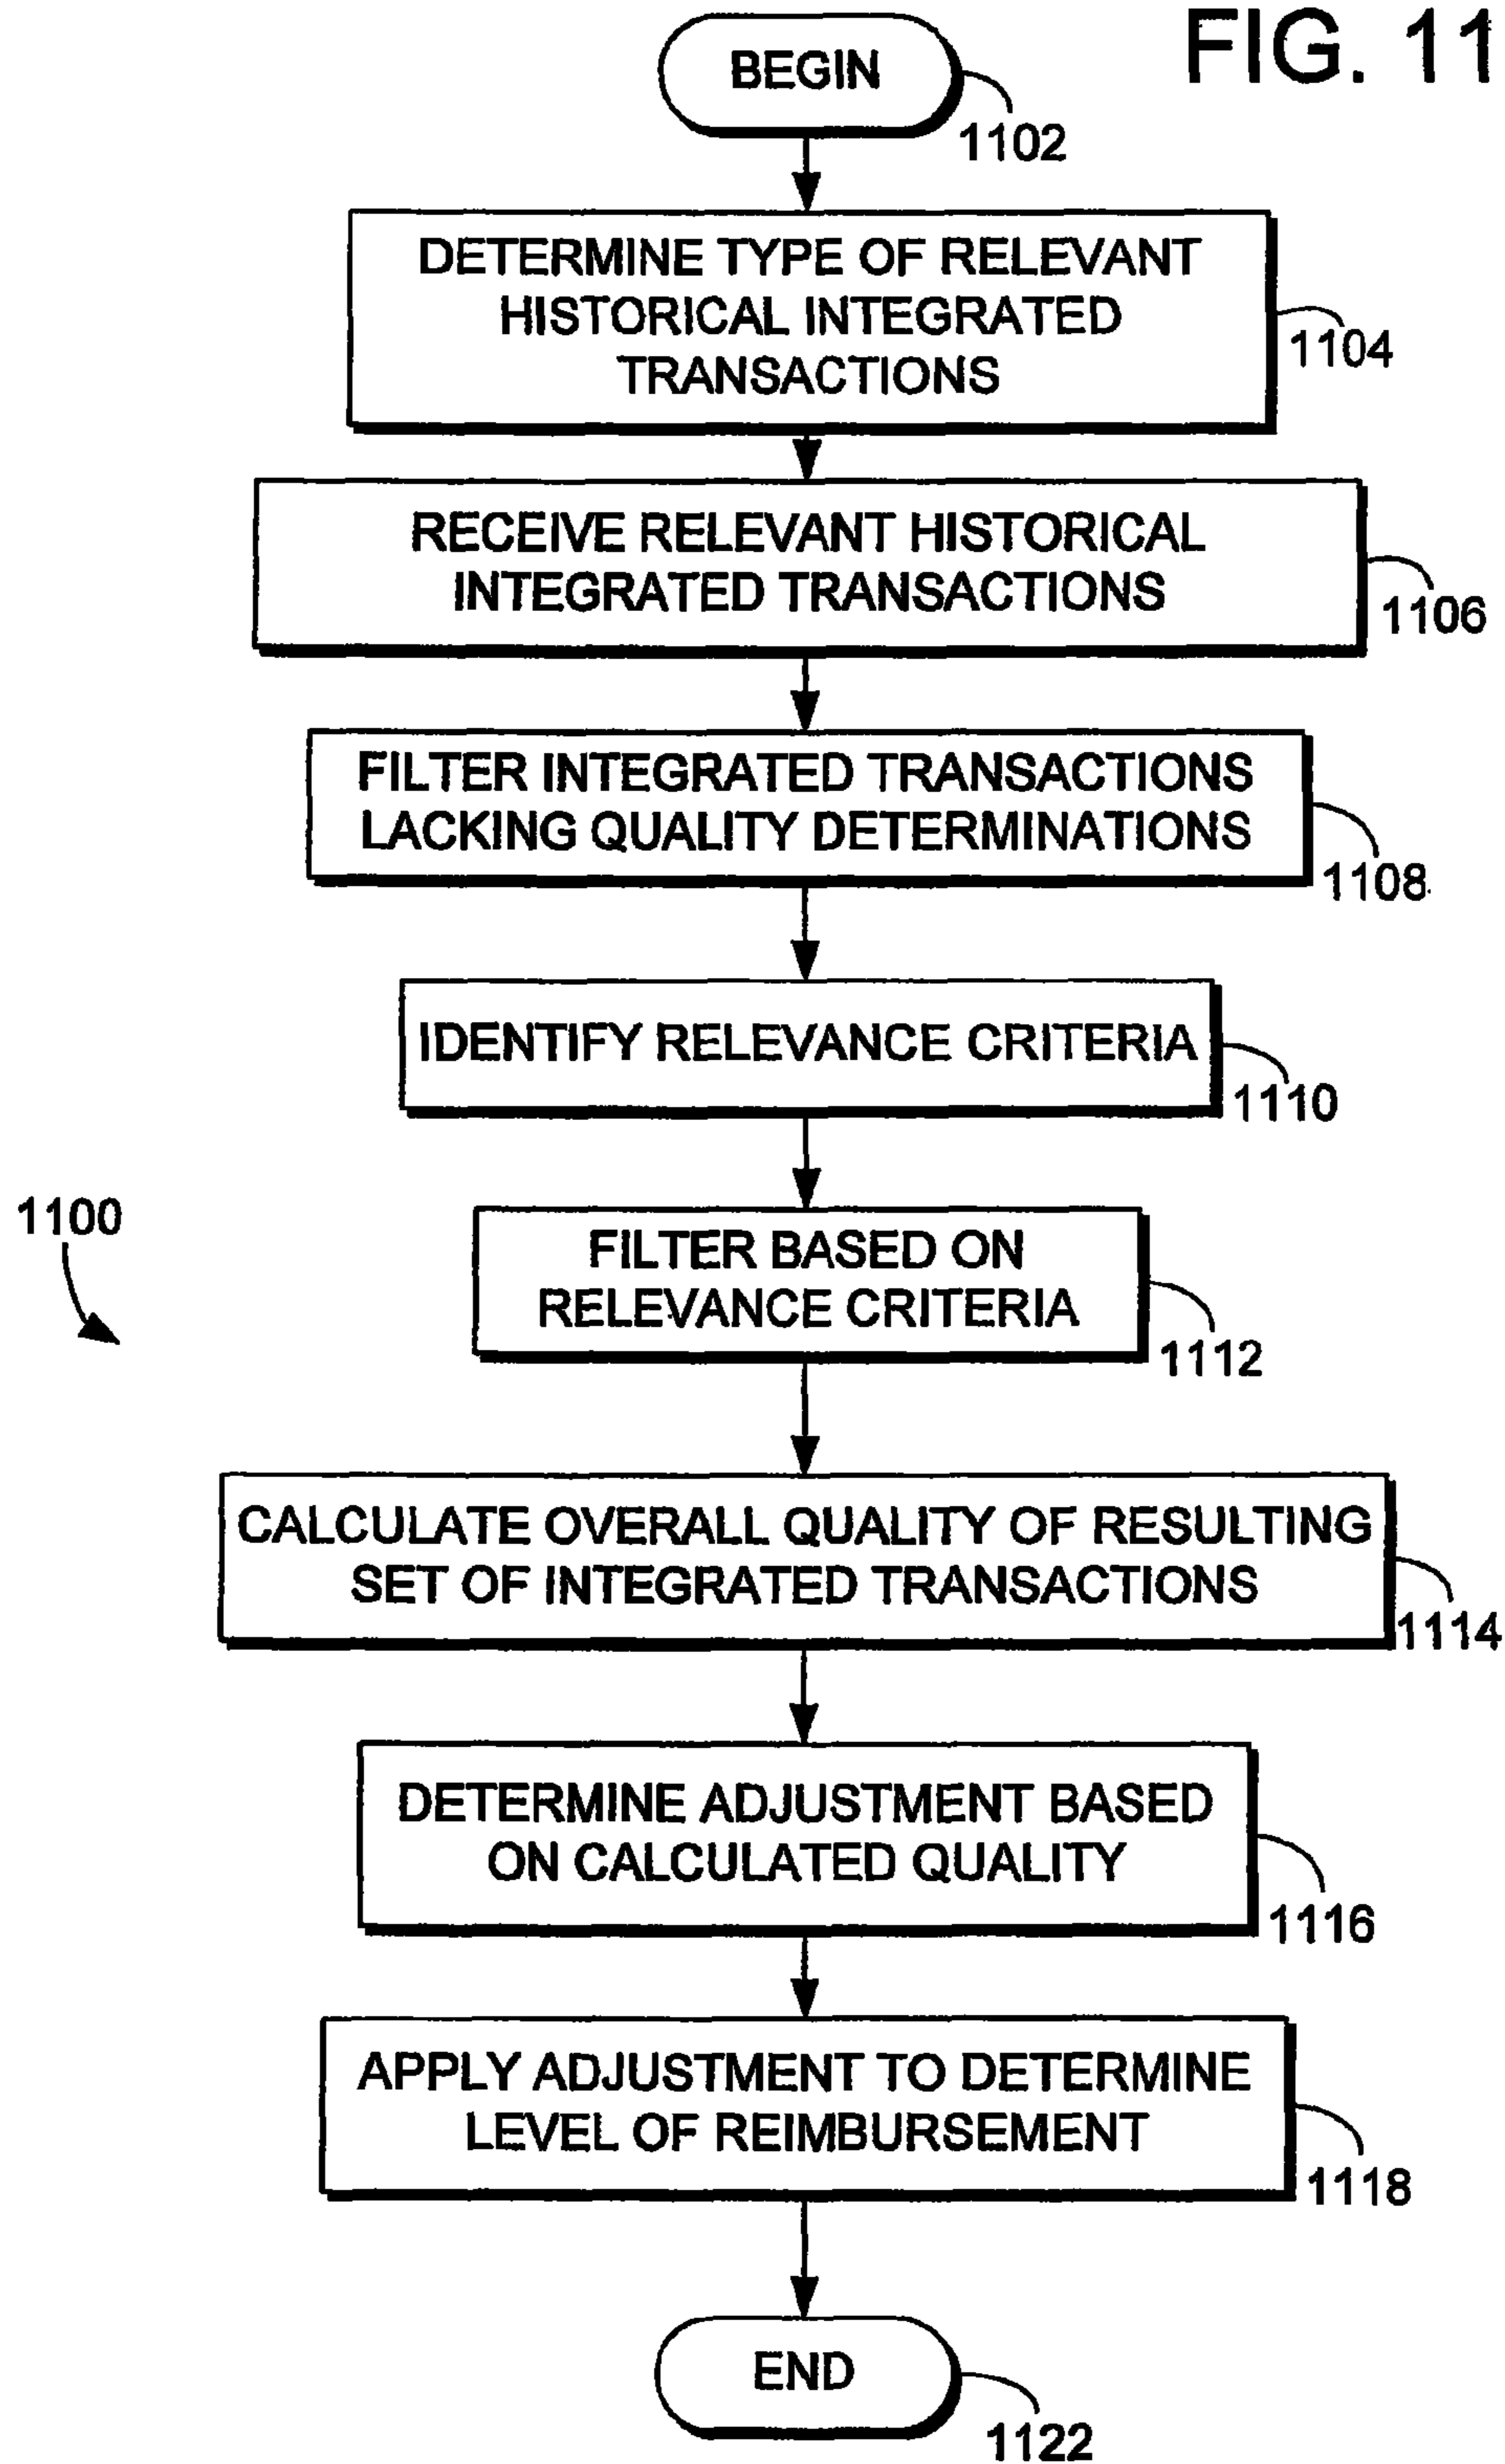 FIG. 11
BEGIN
1102
DETERMINE TYPE OF RELEVANT
HISTORICAL INTEGRATED
TRANSACTIONS
1104
RECEIVE RELEVANT HISTORICAL
INTEGRATED TRANSACTIONS
1106
FILTER INTEGRATED TRANSACTIONS
LACKING QUALITY DETERMINATIONS
1108
IDENTIFY RELEVANCE CRITERIA
1110
1100
FILTER BASED ON
RELEVANCE CRITERIA
1112
CALCULATE OVERALL QUALITY OF RESULTING
SET OF INTEGRATED TRANSACTIONS
1114
DETERMINE ADJUSTMENT BASED
ON CALCULATED QUALITY
1116
APPLY ADJUSTMENT TO DETERMINE
LEVEL OF REIMBURSEMENT
1118
END
1122